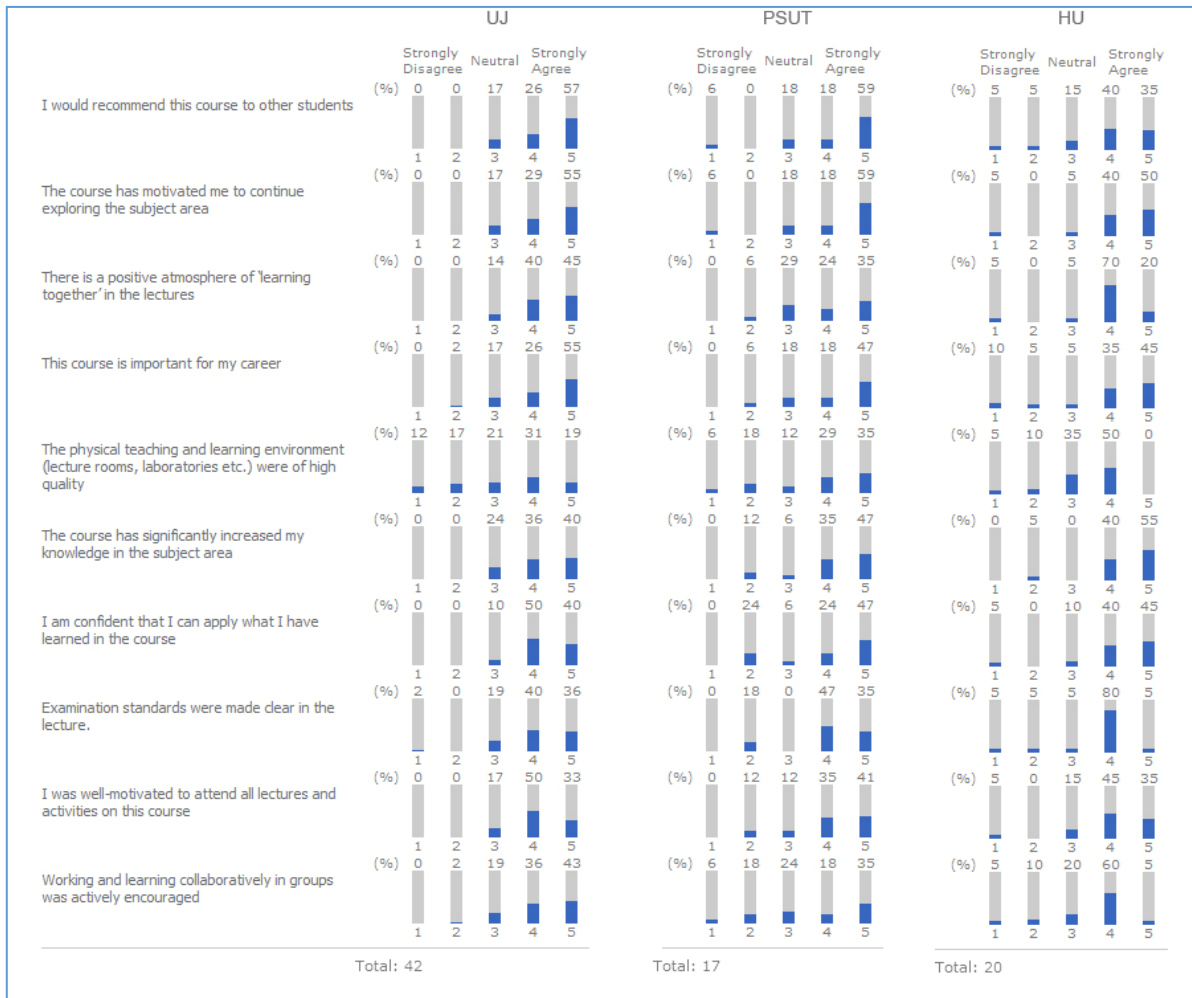 UJ PSUT HU
Strongly Disagree Neutral Strongly Agree Strongly Disagree Neutral Strongly Agree Strongly Disagree Neutral Strongly Agree
I would recommend this course to other students
(%) 0 0 17 26 57 (%) 6 0 18 18 59 (%) 5 5 15 40 35
1 2 3 4 5 1 2 3 4 5 1 2 3 4 5
The course has motivated me to continue
exploring the subject area
(%) 0 0 17 29 55 (%) 6 0 18 18 59 (%) 5 0 5 40 50
1 2 3 4 5 1 2 3 4 5 1 2 3 4 5
There is a positive atmosphere of 'learning
together' in the lectures
(%) 0 0 14 40 45 (%) 0 6 29 24 35 (%) 5 0 5 70 20
1 2 3 4 5 1 2 3 4 5 1 2 3 4 5
This course is important for my career
(%) 0 2 17 26 55 (%) 0 6 18 18 47 (%) 10 5 5 35 45
1 2 3 4 5 1 2 3 4 5 1 2 3 4 5
The physical teaching and learning environment
(lecture rooms, laboratories etc.) were of high
quality
(%) 12 17 21 31 19 (%) 6 18 12 29 35 (%) 5 10 35 50 0
1 2 3 4 5 1 2 3 4 5 1 2 3 4 5
The course has significantly increased my
knowledge in the subject area
(%) 0 0 24 36 40 (%) 0 12 6 35 47 (%) 0 5 0 40 55
1 2 3 4 5 1 2 3 4 5 1 2 3 4 5
I am confident that I can apply what I have
learned in the course
(%) 0 0 10 50 40 (%) 0 24 6 24 47 (%) 5 0 10 40 45
1 2 3 4 5 1 2 3 4 5 1 2 3 4 5
Examination standards were made clear in the
lecture.
(%) 2 0 19 40 36 (%) 0 18 0 47 35 (%) 5 5 5 80 5
1 2 3 4 5 1 2 3 4 5 1 2 3 4 5
I was well-motivated to attend all lectures and
activities on this course
(%) 0 0 17 50 33 (%) 0 12 12 35 41 (%) 5 0 15 45 35
1 2 3 4 5 1 2 3 4 5 1 2 3 4 5
Working and learning collaboratively in groups
was actively encouraged
(%) 0 2 19 36 43 (%) 6 18 24 18 35 (%) 5 10 20 60 5
1 2 3 4 5 1 2 3 4 5 1 2 3 4 5
Total: 42 Total: 17 Total: 20